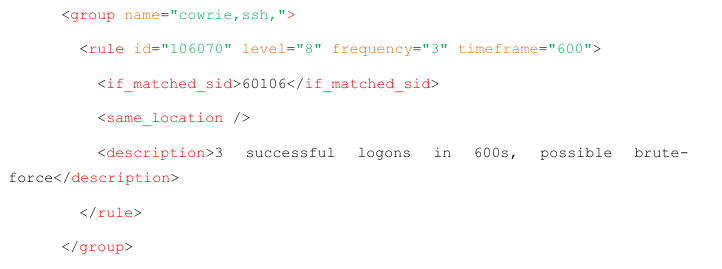 <group name="cowrie,ssh,">
<rule id="106070" level="8" frequency="3" timeframe="600">
<if_matched_sid>60106</if_matched_sid>
<same_location />
<description>3 successful logons in 600s, possible brute-
force</description>
</rule>
</group>